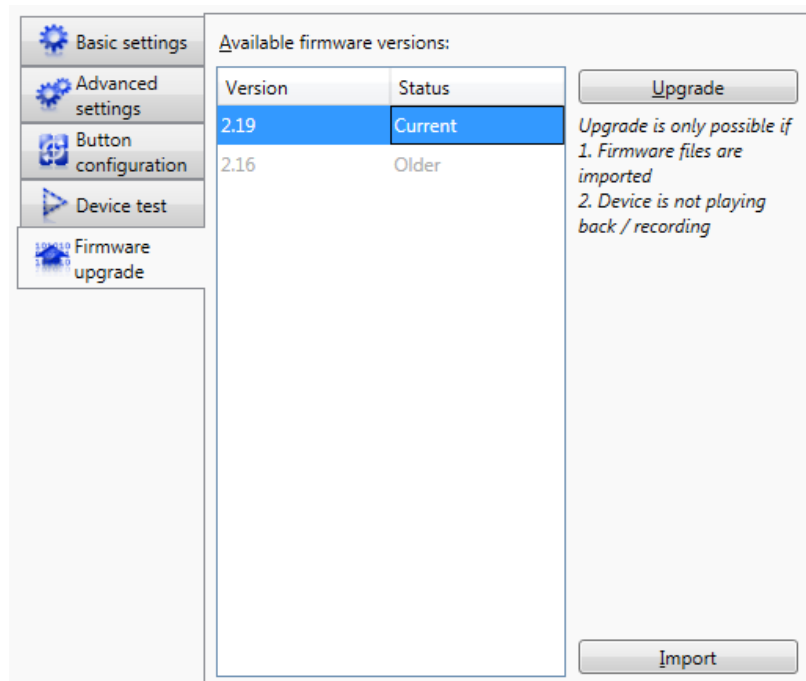 Basic settings
Advanced
settings
Button
configuration
Device test
Firmware
upgrade
Available firmware versions:
Version Status
2.19 Current
2.16 Older
Upgrade
Upgrade is only possible if
1. Firmware files are
imported
2. Device is not playing
back / recording
Import